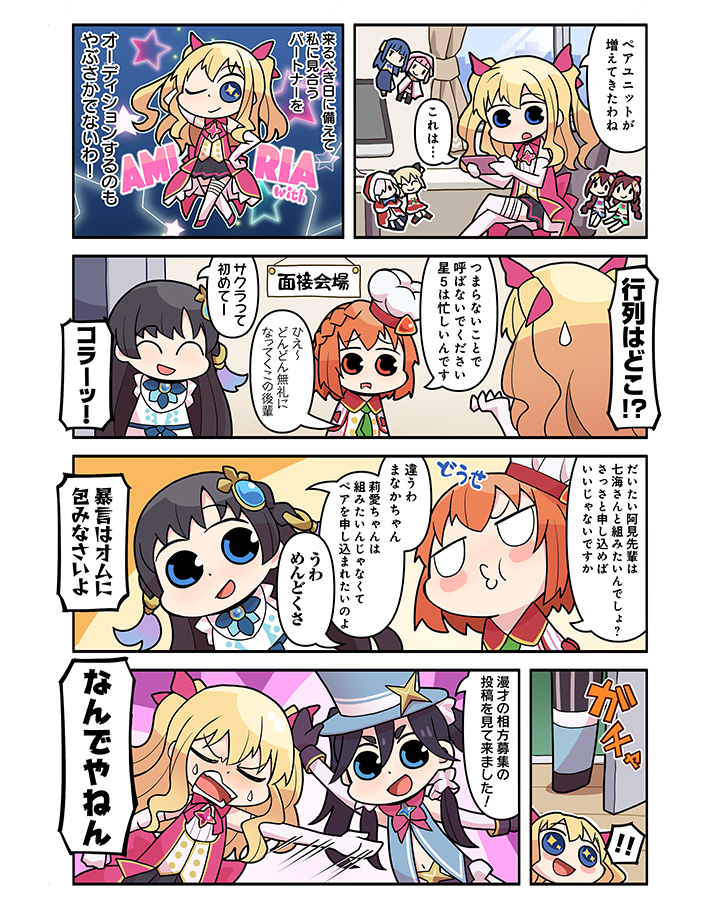 ペアユニットが
増えてきたわね
これは…
来るべき日に備えて
私に見合う
パートナーを
オーディションするのも
やぶさかでないわ!
AMI RIA
with
行列はどこ!?
つまらないことで
呼ばないでください
星5は忙しいんです
面接会場
ひえ〜
どんどん無礼に
なってくこの後輩
サクラって
初めてー
コラーッ!
だいたい阿見先輩は
七海さんと組みたいんでしょ?
さっさと申し込めば
いいじゃないですか
どうせ
違うわ
まなかちゃん
莉愛ちゃんは
組みたいんじゃなくて
ペアを申し込まれたいのよ
うわ
めんどくさ
暴言はオムに
包みなさいよ
ガチャ
!!
漫才の相方募集の
投稿を見て来ました!
なんでやねん